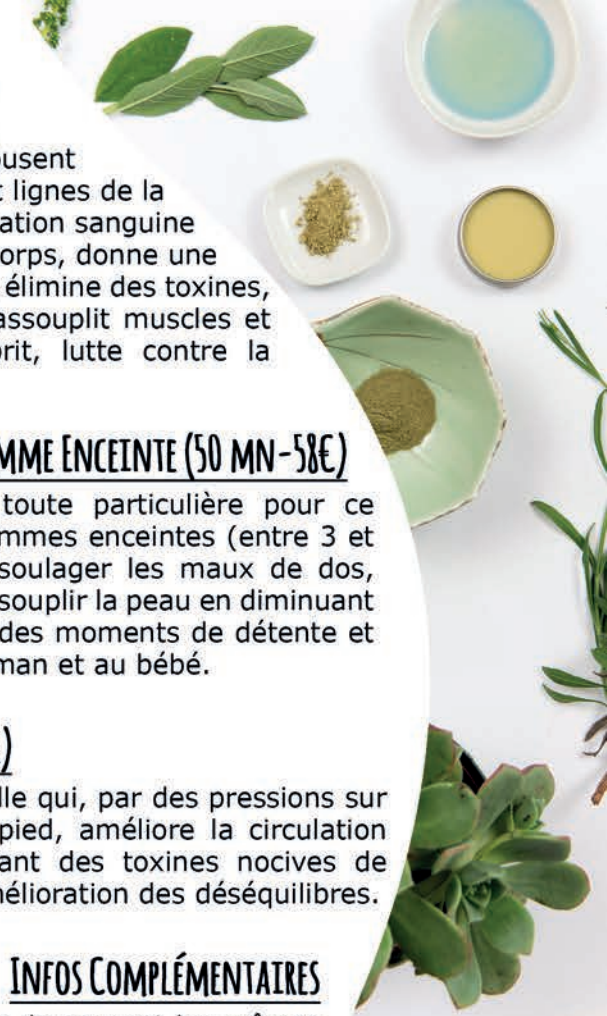 usent
lignes de la
ation sanguine
orps, donne une
élimine des toxines,
assouplit muscles et
rit, lutte contre la
MME ENCEINTE (50 MN-58€)
toute particulière pour ce
mmes enceintes (entre 3 et
soulager les maux de dos,
souplir la peau en diminuant
des moments de détente et
man et au bébé.
)
lle qui, par des pressions sur
pied, améliore la circulation
ant des toxines nocives de
élioration des déséquilibres.
INFOS COMPLÉMENTAIRES